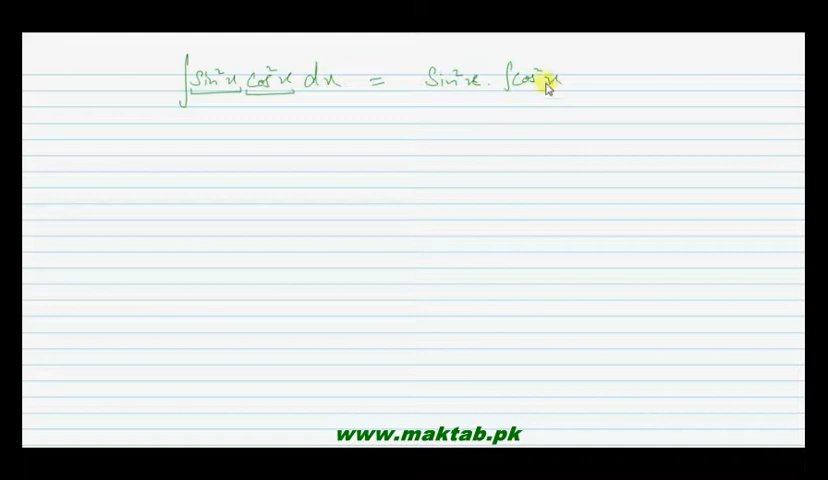 ∫ sin²x cos²x dx = sin²x . ∫cos²x
www.maktab.pk